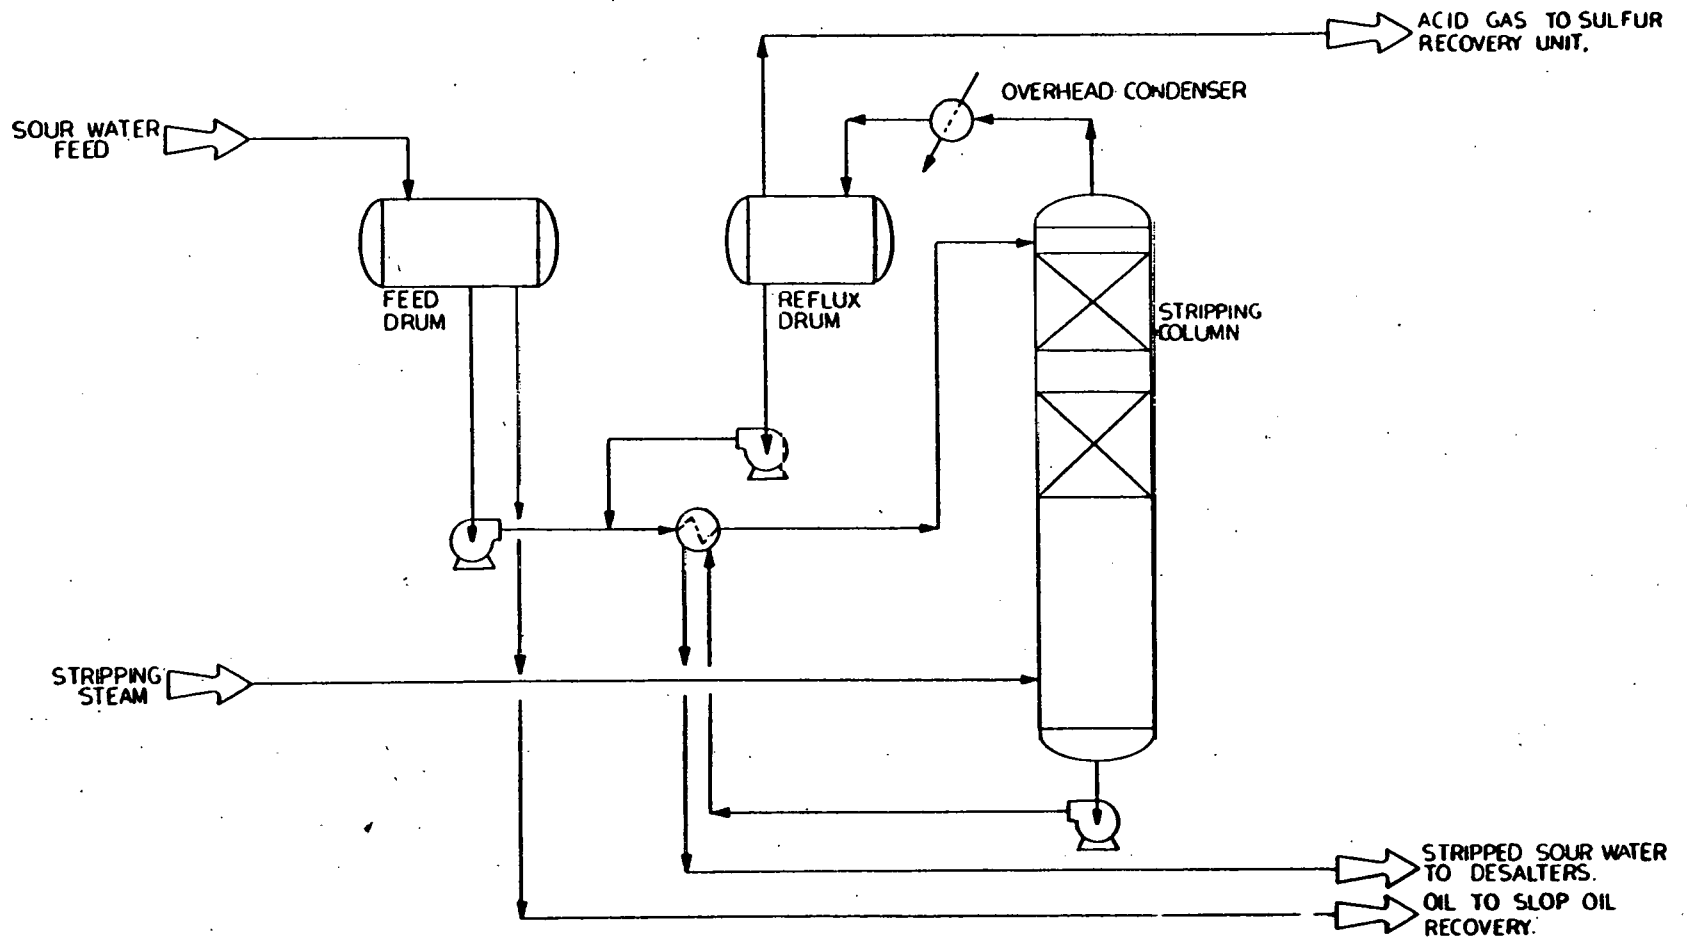 ACID GAS TO SULFUR
RECOVERY UNIT.
OVERHEAD CONDENSER
SOUR WATER
FEED
FEED
DRUM
REFLUX
DRUM
STRIPPING
COLUMN
STRIPPING
STEAM
STRIPPED SOUR WATER
TO DESALTERS.
OIL TO SLOP OIL
RECOVERY.